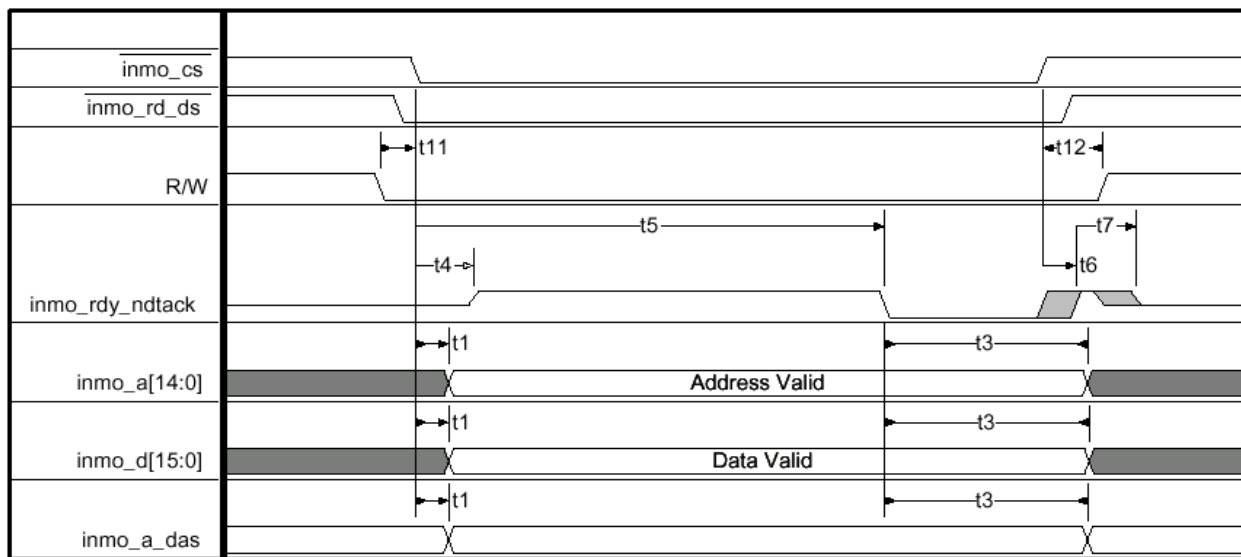 inmo_cs
inmo_rd_ds
t11
t12
R/W
t5
t7
t4
t6
inmo_rdy_ndtack
t1
t3
inmo_a[14:0]
Address Valid
t1
t3
inmo_d[15:0]
Data Valid
t1
t3
inmo_a_das